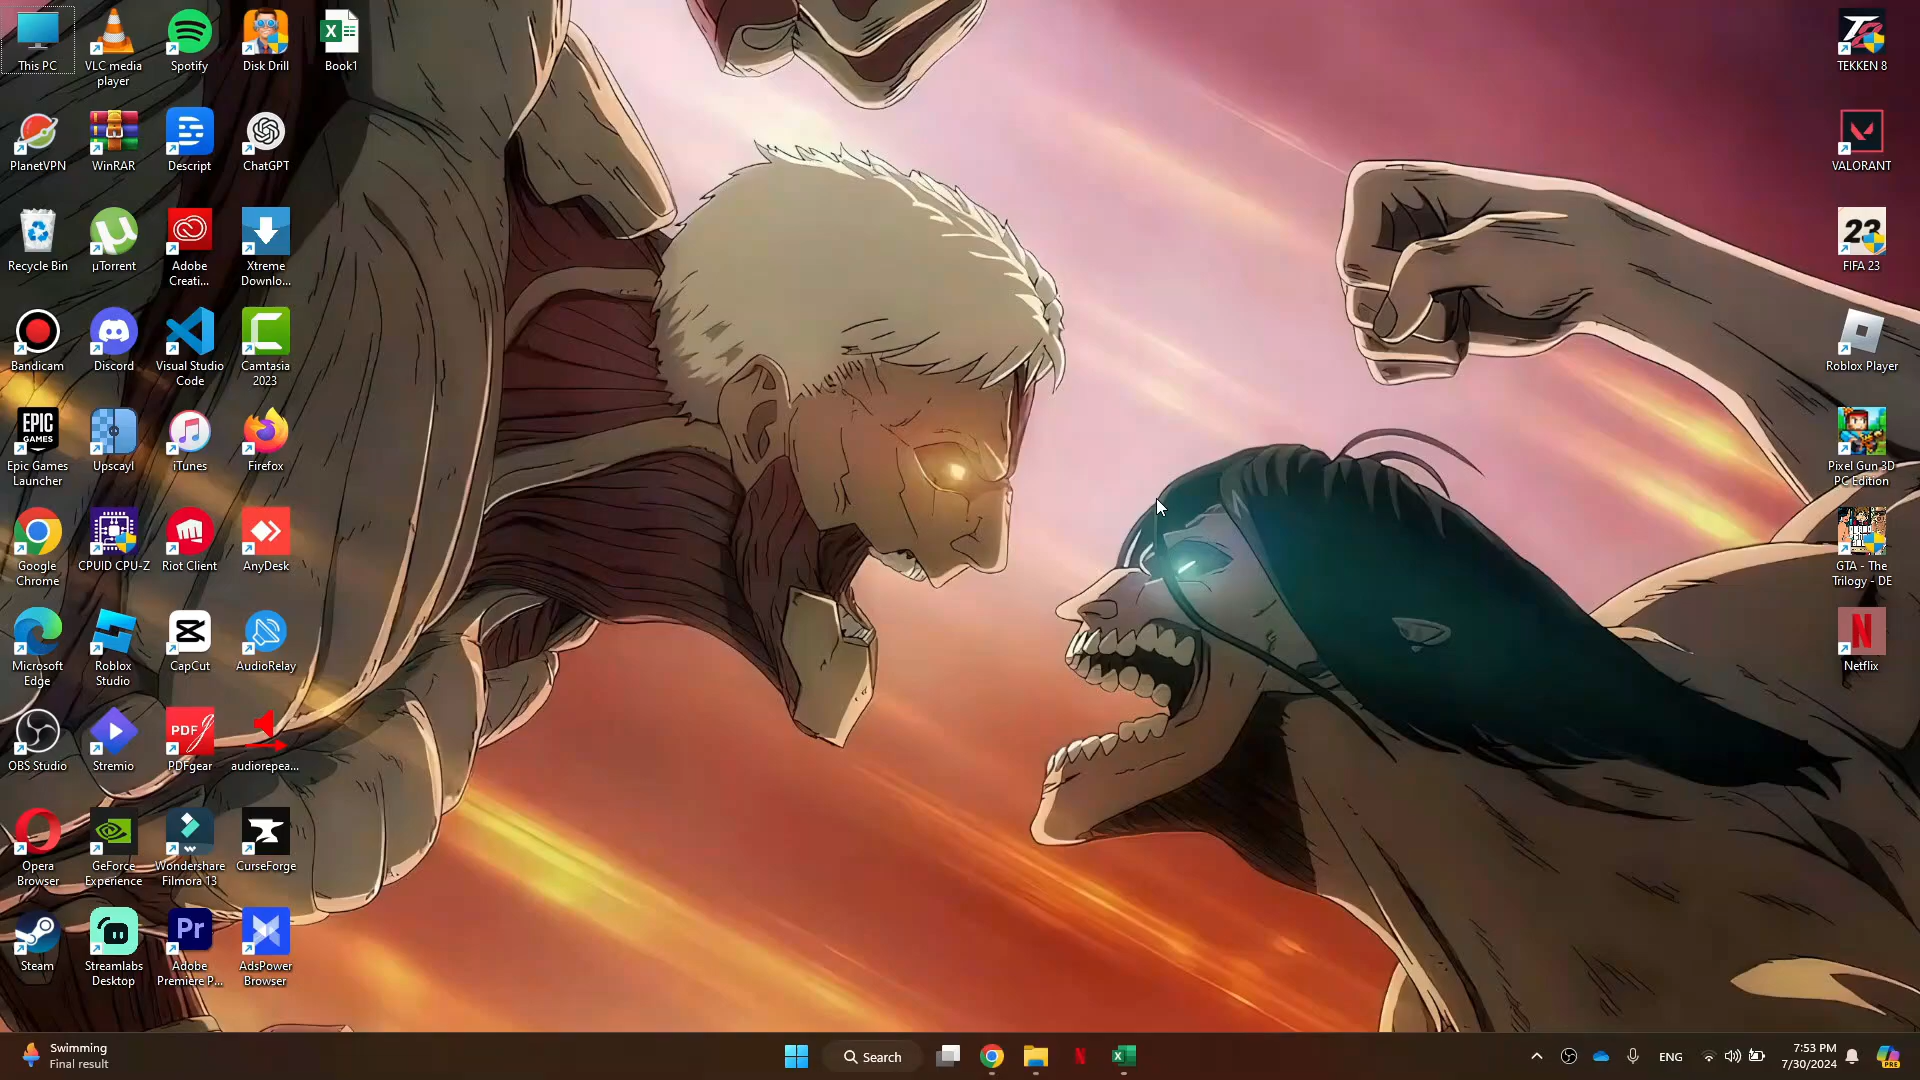 This PC
VLC media
player
Spotify
Disk Drill
Book1
PlanetVPN
WinRAR
Descript
ChatGPT
Recycle Bin
µTorrent
Adobe
Creati...
Xtreme
Downlo...
Bandicam
Discord
Visual Studio
Code
Camtasia
2023
EPIC
GAMES
Epic Games
Launcher
Upscayl
iTunes
Firefox
Google
Chrome
CPUID CPU-Z
Riot Client
AnyDesk
Microsoft
Edge
Roblox
Studio
CapCut
AudioRelay
OBS Studio
Stremio
PDF
PDFgear
audiorepea...
Opera
Browser
GeForce
Experience
Wondershare
Filmora 13
CurseForge
Steam
Streamlabs
Desktop
Pr
Adobe
Premiere P...
AdsPower
Browser
TEKKEN 8
VALORANT
23
FIFA 23
Roblox Player
Pixel Gun 3D
PC Edition
GTA - The
Trilogy - DE
N
Netflix
Swimming
Final result
Search
ENG
7:53 PM
7/30/2024
PRE